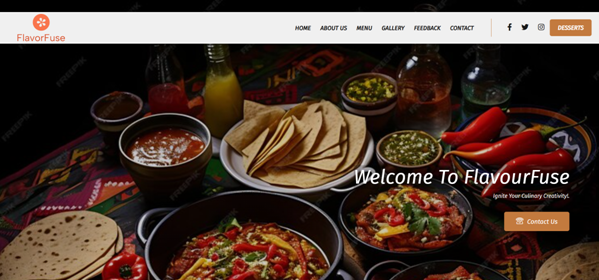 FlavorFuse
HOME ABOUT US MENU GALLERY FEEDBACK CONTACT DESSERTS
Welcome To FlavourFuse
Ignite Your Culinary Creativity!.
Contact Us